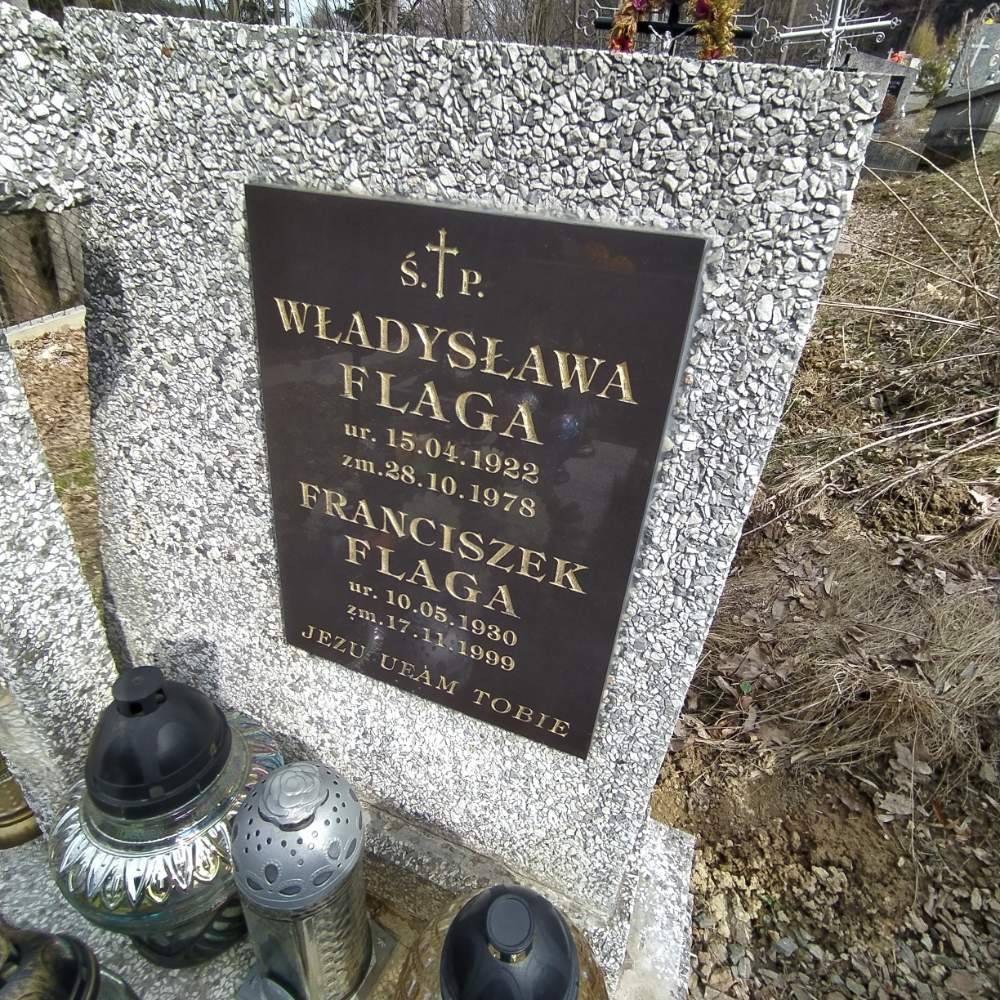 Ś. P.
WŁADYSŁAWA
FLAGA
ur. 15.04.1922
zm. 28.10.1978
FRANCISZEK
FLAGA
ur. 10.05.1930
zm. 17.11.1999
JEZU UFAM TOBIE